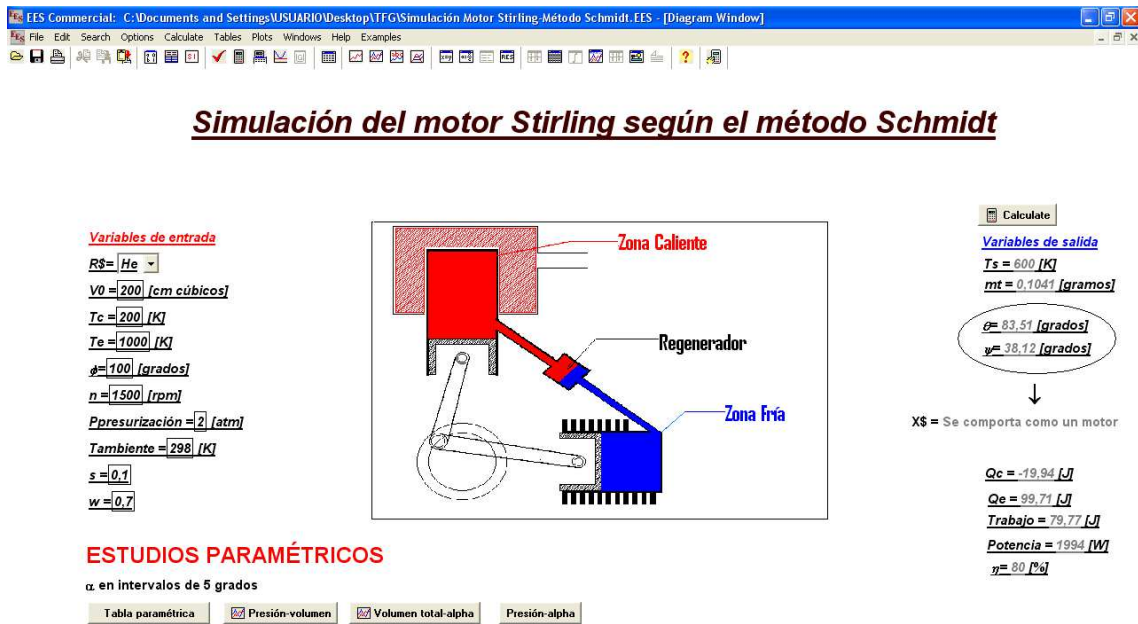 EES Commercial: C:\Documents and Settings\USUARIO\Desktop\TFG\Simulación Motor Stirling-Método Schmidt.EES - [Diagram Window]
File Edit Search Options Calculate Tables Plots Windows Help Examples
Simulación del motor Stirling según el método Schmidt
Variables de entrada
R$= He
V0 = 200 [cm cúbicos]
Tc = 200 [K]
Te = 1000 [K]
ϕ= 100 [grados]
n = 1500 [rpm]
Ppresurización = 2 [atm]
Tambiente = 298 [K]
s = 0,1
w = 0,7
Zona Caliente
Regenerador
Zona Fría
Calculate
Variables de salida
Ts = 600 [K]
mt = 0,1041 [gramos]
θ= 83,51 [grados]
ψ= 38,12 [grados]
X$ = Se comporta como un motor
Qc = -19,94 [J]
Qe = 99,71 [J]
Trabajo = 79,77 [J]
Potencia = 1994 [W]
η= 80 [%]
ESTUDIOS PARAMÉTRICOS
α en intervalos de 5 grados
Tabla paramétrica
Presión-volumen
Volumen total-alpha
Presión-alpha